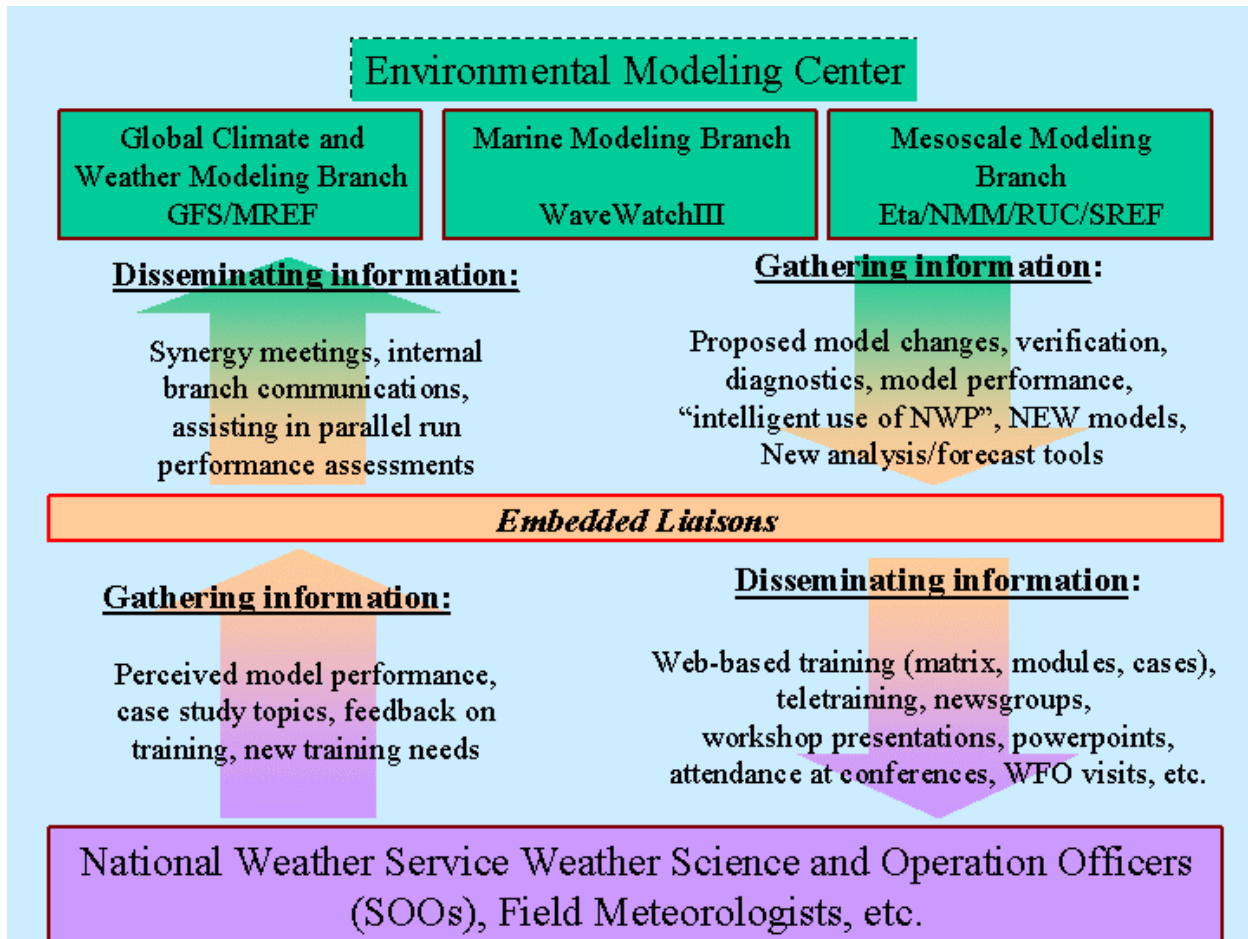 Environmental Modeling Center
Global Climate and
Weather Modeling Branch
GFS/MREF
Marine Modeling Branch
WaveWatchIII
Mesoscale Modeling
Branch
Eta/NMM/RUC/SREF
Disseminating information:
Synergy meetings, internal
branch communications,
assisting in parallel run
performance assessments
Gathering information:
Proposed model changes, verification,
diagnostics, model performance,
“intelligent use of NWP”, NEW models,
New analysis/forecast tools
Embedded Liaisons
Gathering information:
Perceived model performance,
case study topics, feedback on
training, new training needs
Disseminating information:
Web-based training (matrix, modules, cases),
teletraining, newsgroups,
workshop presentations, powerpoints,
attendance at conferences, WFO visits, etc.
National Weather Service Weather Science and Operation Officers
(SOOs), Field Meteorologists, etc.